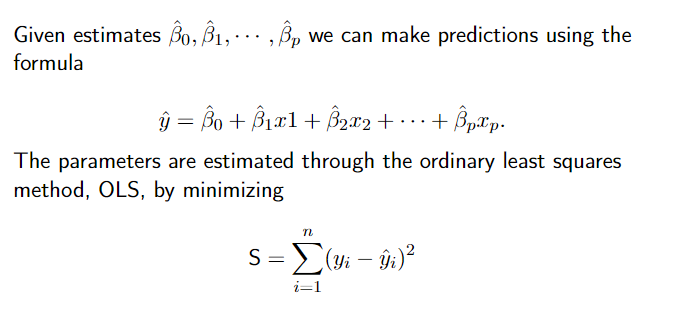 Given estimates β̂₀, β̂₁, ⋯ , β̂ₚ we can make predictions using the
formula
ŷ = β̂₀ + β̂₁x1 + β̂₂x₂ + ⋯ + β̂ₚxₚ.
The parameters are estimated through the ordinary least squares
method, OLS, by minimizing
S = ∑ᵢ₌₁ⁿ (yᵢ − ŷᵢ)²